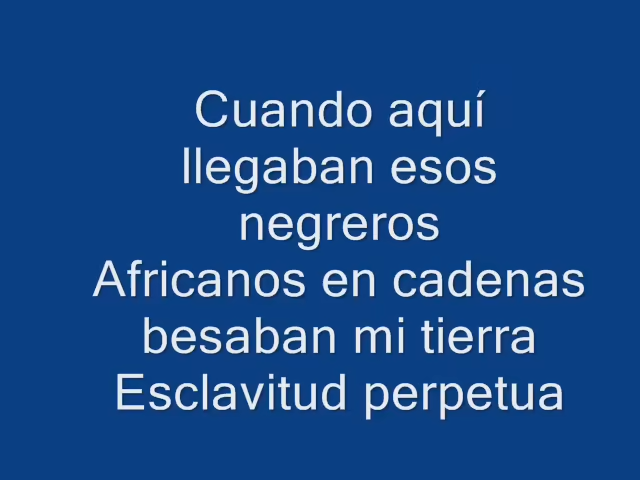 Cuando aquí
llegaban esos
negreros
Africanos en cadenas
besaban mi tierra
Esclavitud perpetua